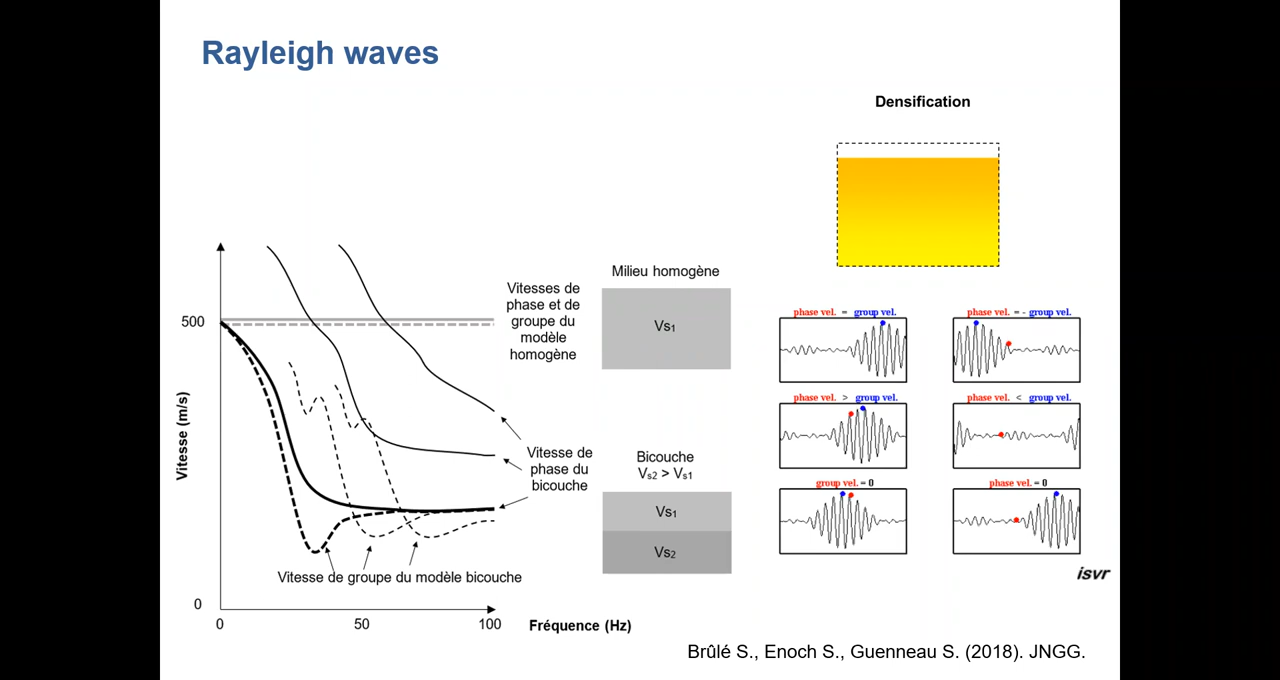 Rayleigh waves
Densification
Milieu homogène
Vitesses de
phase et de
groupe du
modèle
homogène
Vs1
500
Vitesse (m/s)
phase vel. = group vel.
phase vel. = - group vel.
phase vel. > group vel.
phase vel. < group vel.
group vel. = 0
phase vel. = 0
Vitesse de
phase du
bicouche
Bicouche
Vs2 > Vs1
Vs1
Vs2
Vitesse de groupe du modèle bicouche
isvr
0
0
50
100
Fréquence (Hz)
Brûlé S., Enoch S., Guenneau S. (2018). JNGG.